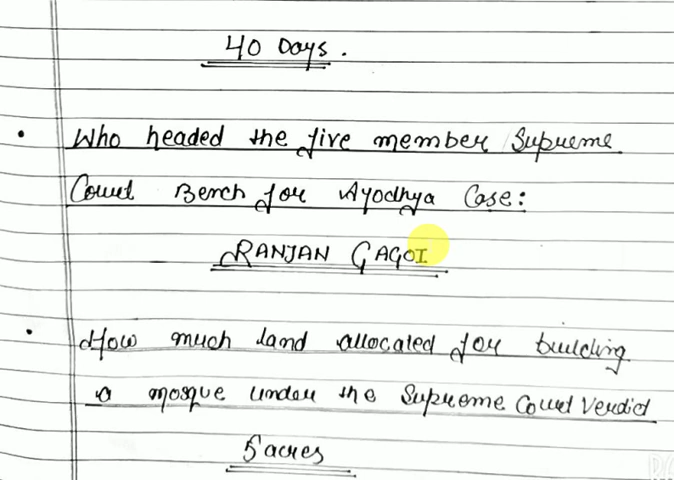 40 Days.
• Who headed the five member Supreme
Court Bench for Ayodhya Case:
RANJAN GAGOI
• How much land allocated for building
a mosque under the Supreme Court Verdict
5 acres